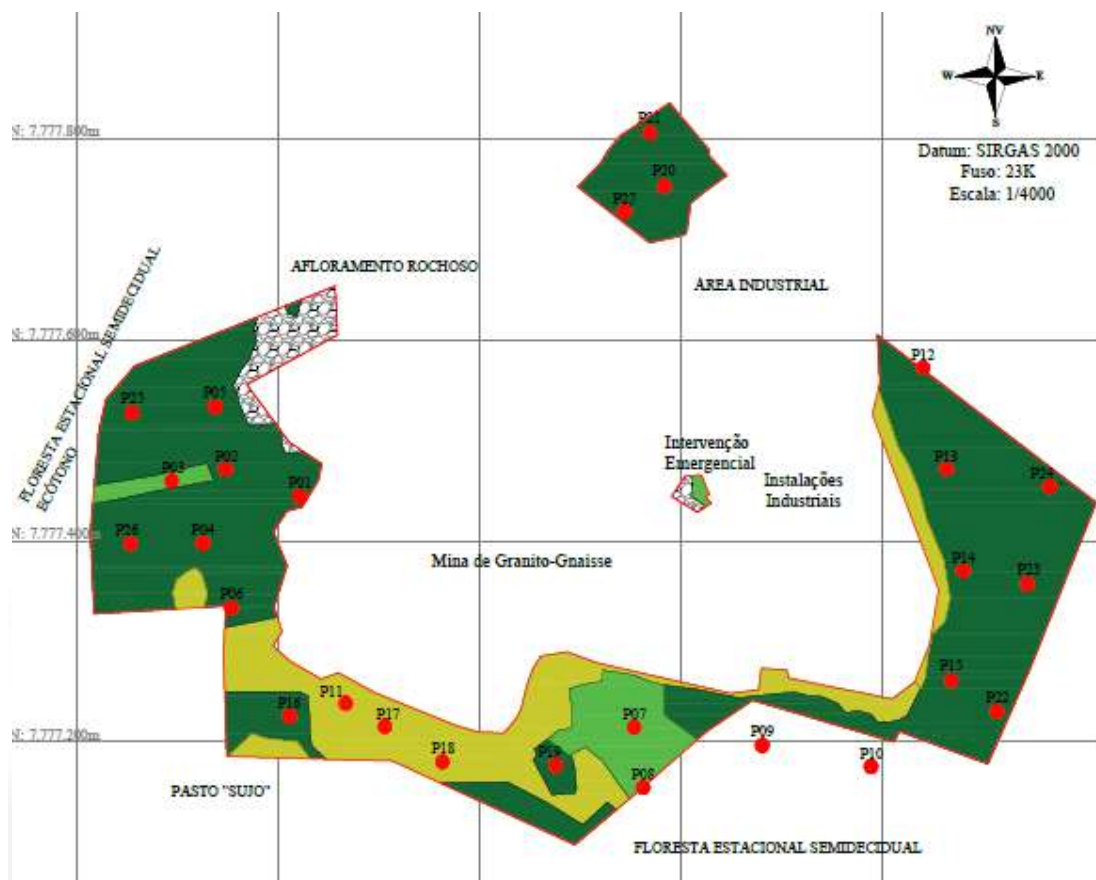 NV
W
E
S
Datum: SIRGAS 2000
Fuso: 23K
Escala: 1/4000
N: 7.777.800m
P20
P27
AFLORAMENTO ROCHOSO
ÁREA INDUSTRIAL
FLORESTA ESTACIONAL SEMIDECIDUAL
ECÓTONO
N: 7.777.600m
P12
P25
P05
Intervenção
Emergencial
Instalações
Industriais
P13
P24
P02
P03
P01
N: 7.777.400m
P26
P04
Mina de Granito-Gnaisse
P14
P23
P06
P15
P22
P16
P11
P17
P07
N: 7.777.200m
P18
P19
P09
P08
P10
PASTO "SUJO"
FLORESTA ESTACIONAL SEMIDECIDUAL